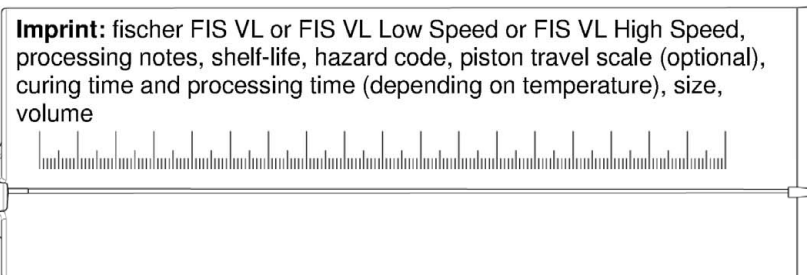 Imprint: fischer FIS VL or FIS VL Low Speed or FIS VL High Speed,
processing notes, shelf-life, hazard code, piston travel scale (optional),
curing time and processing time (depending on temperature), size,
volume